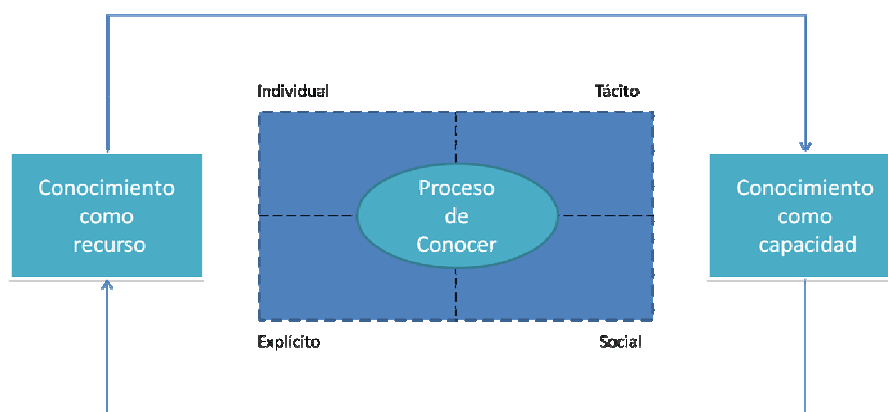 Individual
Tácito
Conocimiento
como
recurso
Proceso
de
Conocer
Conocimiento
como
capacidad
Explícito
Social